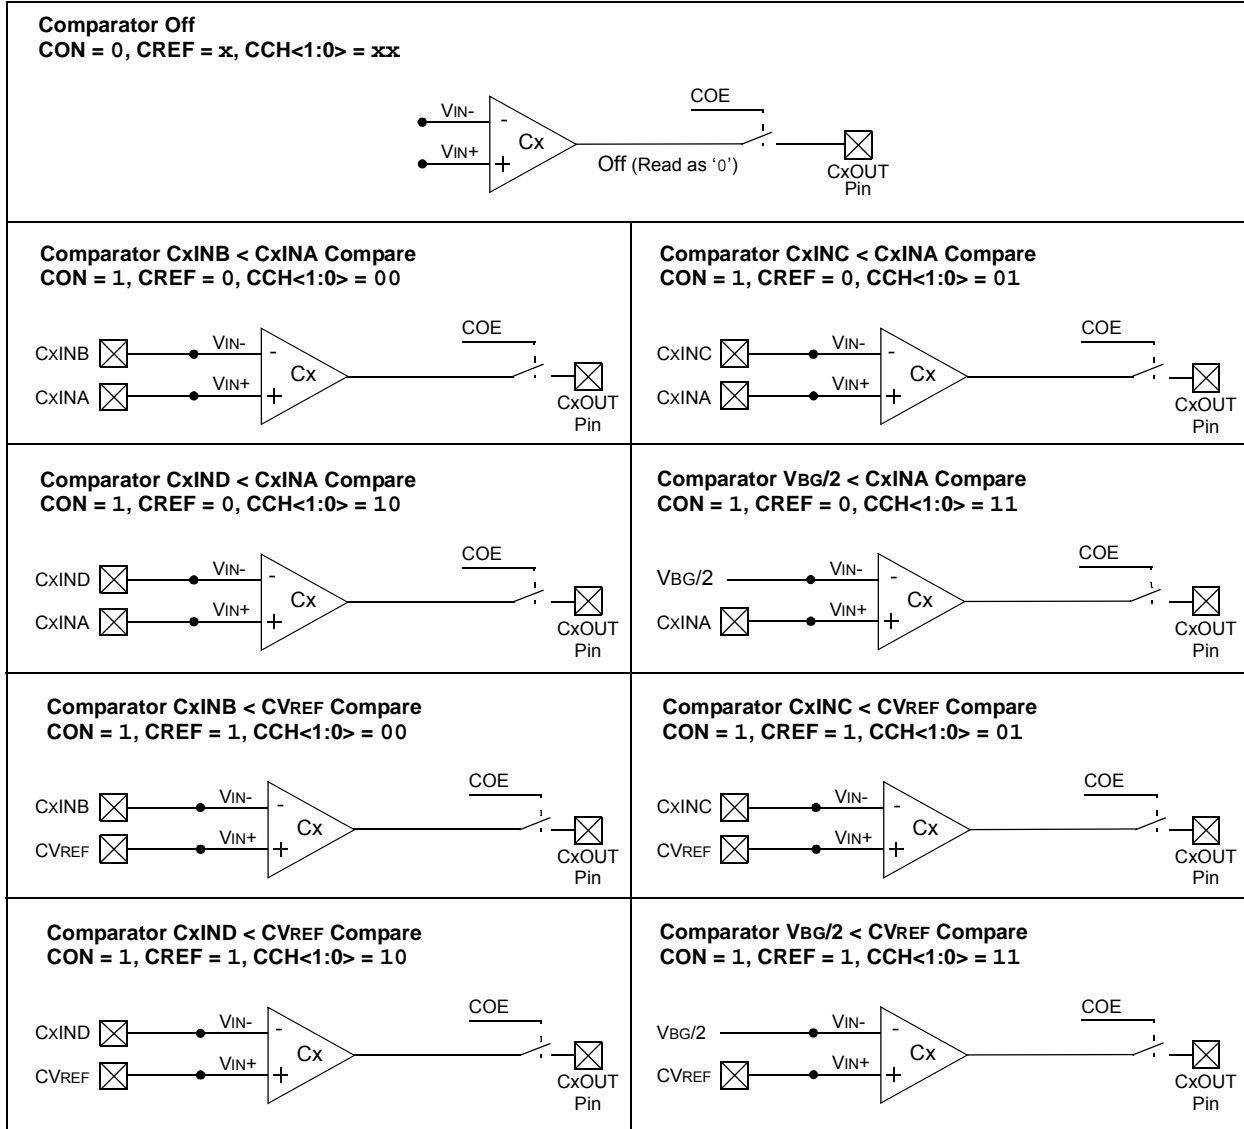 Comparator Off
CON = 0, CREF = x, CCH<1:0> = xx
COE
VIN-
-
Cx
VIN+
+
Off (Read as ‘0’)
CxOUT
Pin
Comparator CxINB < CxINA Compare
CON = 1, CREF = 0, CCH<1:0> = 00
COE
CxINB
VIN-
-
Cx
CxINA
VIN+
+
CxOUT
Pin
Comparator CxINC < CxINA Compare
CON = 1, CREF = 0, CCH<1:0> = 01
COE
CxINC
VIN-
-
Cx
CxINA
VIN+
+
CxOUT
Pin
Comparator CxIND < CxINA Compare
CON = 1, CREF = 0, CCH<1:0> = 10
COE
CxIND
VIN-
-
Cx
CxINA
VIN+
+
CxOUT
Pin
Comparator VBG/2 < CxINA Compare
CON = 1, CREF = 0, CCH<1:0> = 11
COE
VBG/2
VIN-
-
Cx
CxINA
VIN+
+
CxOUT
Pin
Comparator CxINB < CVREF Compare
CON = 1, CREF = 1, CCH<1:0> = 00
COE
CxINB
VIN-
-
Cx
CVREF
VIN+
+
CxOUT
Pin
Comparator CxINC < CVREF Compare
CON = 1, CREF = 1, CCH<1:0> = 01
COE
CxINC
VIN-
-
Cx
CVREF
VIN+
+
CxOUT
Pin
Comparator CxIND < CVREF Compare
CON = 1, CREF = 1, CCH<1:0> = 10
COE
CxIND
VIN-
-
Cx
CVREF
VIN+
+
CxOUT
Pin
Comparator VBG/2 < CVREF Compare
CON = 1, CREF = 1, CCH<1:0> = 11
COE
VBG/2
VIN-
-
Cx
CVREF
VIN+
+
CxOUT
Pin